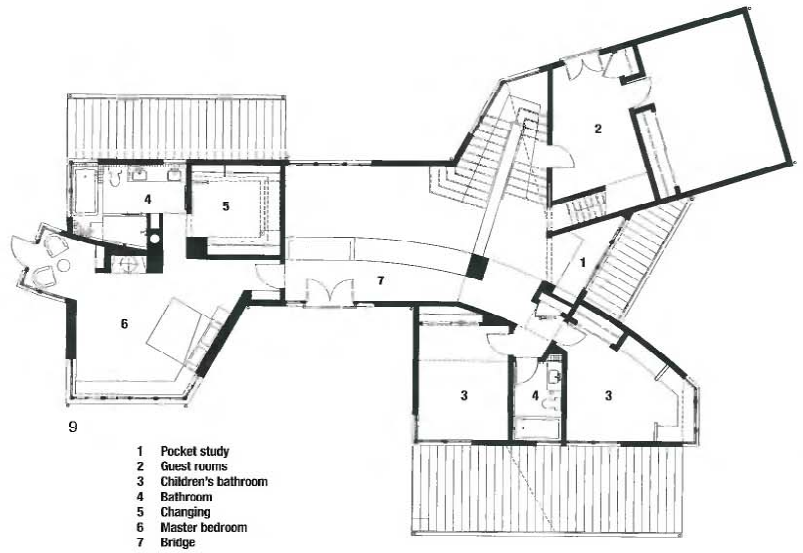 2
4
5
1
7
6
3
4
3
9
1 Pocket study
2 Guest rooms
3 Children's bathroom
4 Bathroom
5 Changing
6 Master bedroom
7 Bridge